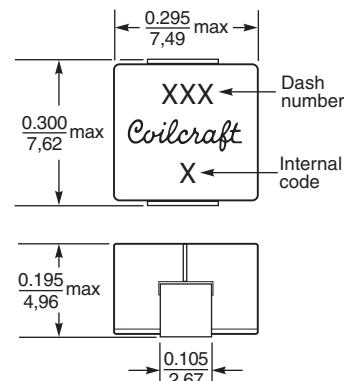 0.295
7,49 max
XXX
Dash
number
0.300
7,62 max
Coilcraft
X
Internal
code
0.195
4,96 max
0.105
2,67